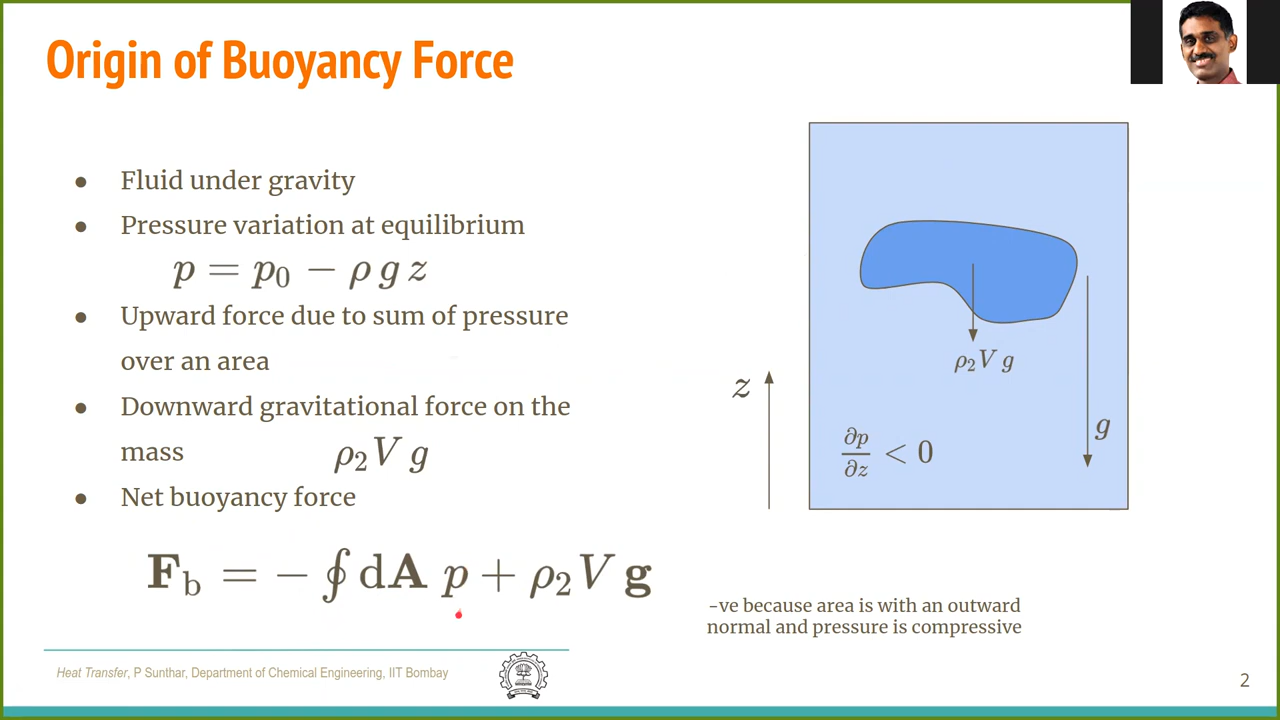 Origin of Buoyancy Force
● Fluid under gravity
● Pressure variation at equilibrium
p = p₀ − ρ g z
● Upward force due to sum of pressure
over an area
● Downward gravitational force on the
mass ρ₂ V g
● Net buoyancy force
F_b = − ∮ dA p + ρ₂ V g
ρ₂ V g
z
g
∂p/∂z < 0
-ve because area is with an outward
normal and pressure is compressive
Heat Transfer, P Sunthar, Department of Chemical Engineering, IIT Bombay
2